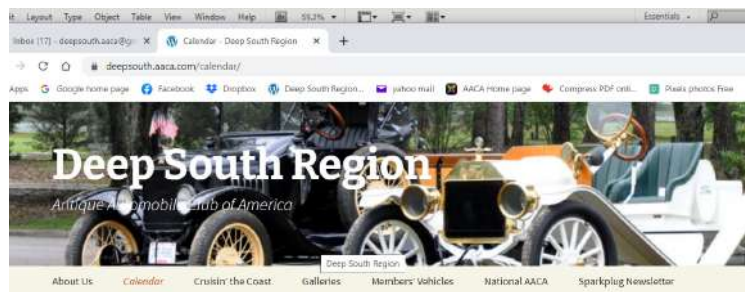 Layout Type Object Table View Window Help 59.3%
Essentials
Inbox (17) - deepsouth.aaca@g
Calendar - Deep South Region
deepsouth.aaca.com/calendar/
Apps Google home page Facebook Dropbox Deep South Region... yahoo mail AACA Home page Compress PDF onli... Pixels photos Free
Deep South Region
Antique Automobile Club of America
Deep South Region
About Us Calendar Cruisin' the Coast Galleries Members' Vehicles National AACA Sparkplug Newsletter